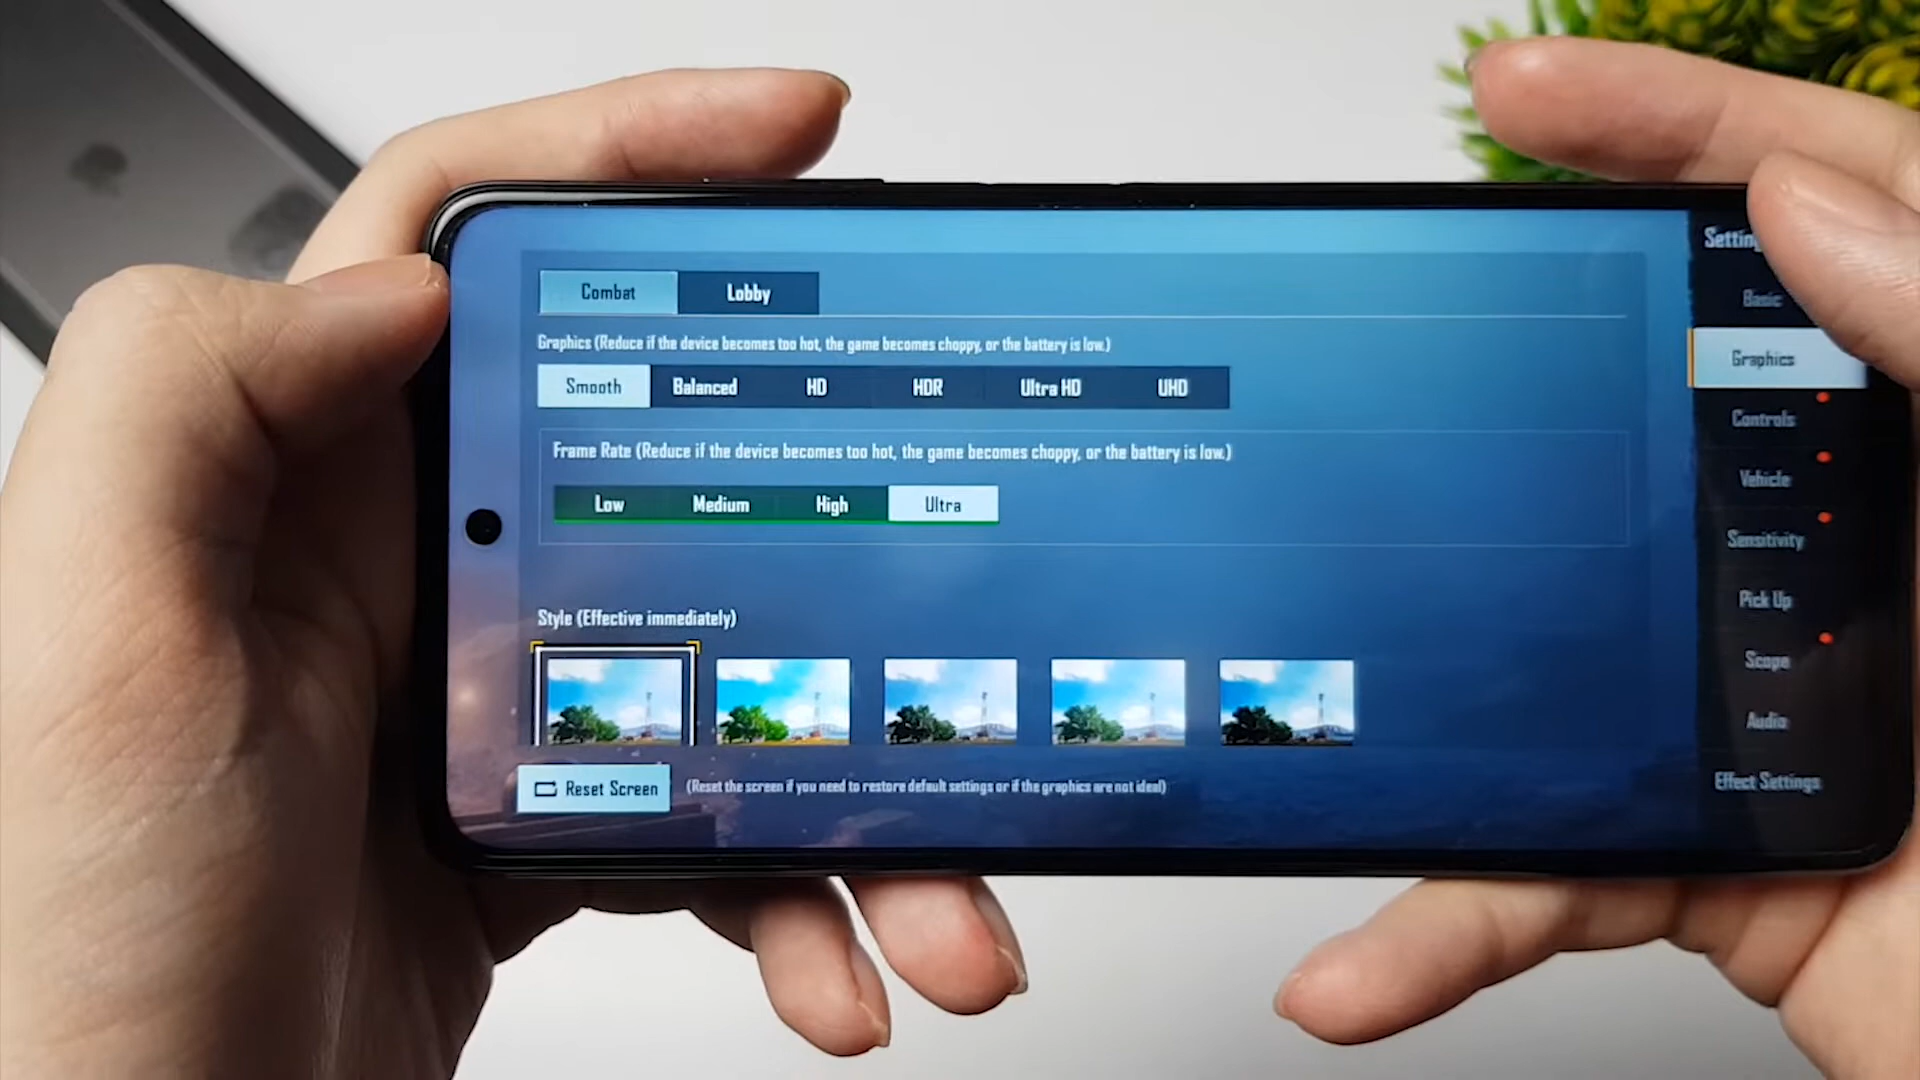 Combat Lobby
Graphics (Reduce if the device becomes too hot, the game becomes choppy, or the battery is low.)
Smooth Balanced HD HDR Ultra HD UHD
Frame Rate (Reduce if the device becomes too hot, the game becomes choppy, or the battery is low.)
Low Medium High Ultra
Style (Effective immediately)
Reset Screen (Reset the screen if you need to restore default settings or if the graphics are not ideal)
Basic
Graphics
Controls
Vehicle
Sensitivity
Pick Up
Scope
Audio
Effect Settings